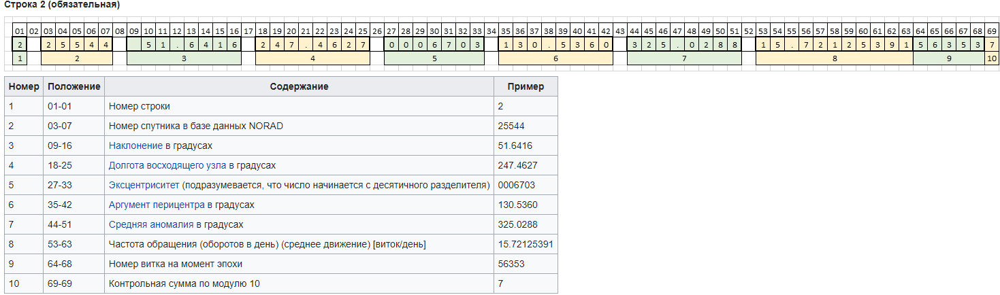 Строка 2 (обязательная)
01 02 03 04 05 06 07 08 09 10 11 12 13 14 15 16 17 18 19 20 21 22 23 24 25 26 27 28 29 30 31 32 33 34 35 36 37 38 39 40 41 42 43 44 45 46 47 48 49 50 51 52 53 54 55 56 57 58 59 60 61 62 63 64 65 66 67 68 69
2 2 5 5 4 4 5 1 . 6 4 1 6 2 4 7 . 4 6 2 7 0 0 0 6 7 0 3 1 3 0 . 5 3 6 0 3 2 5 . 0 2 8 8 1 5 . 7 2 1 2 5 3 9 1 5 6 3 5 3 7
1 2 3 4 5 6 7 8 9 10
Номер Положение Содержание Пример
1 01-01 Номер строки 2
2 03-07 Номер спутника в базе данных NORAD 25544
3 09-16 Наклонение в градусах 51.6416
4 18-25 Долгота восходящего узла в градусах 247.4627
5 27-33 Эксцентриситет (подразумевается, что число начинается с десятичного разделителя) 0006703
6 35-42 Аргумент перицентра в градусах 130.5360
7 44-51 Средняя аномалия в градусах 325.0288
8 53-63 Частота обращения (оборотов в день) (среднее движение) [виток/день] 15.72125391
9 64-68 Номер витка на момент эпохи 56353
10 69-69 Контрольная сумма по модулю 10 7